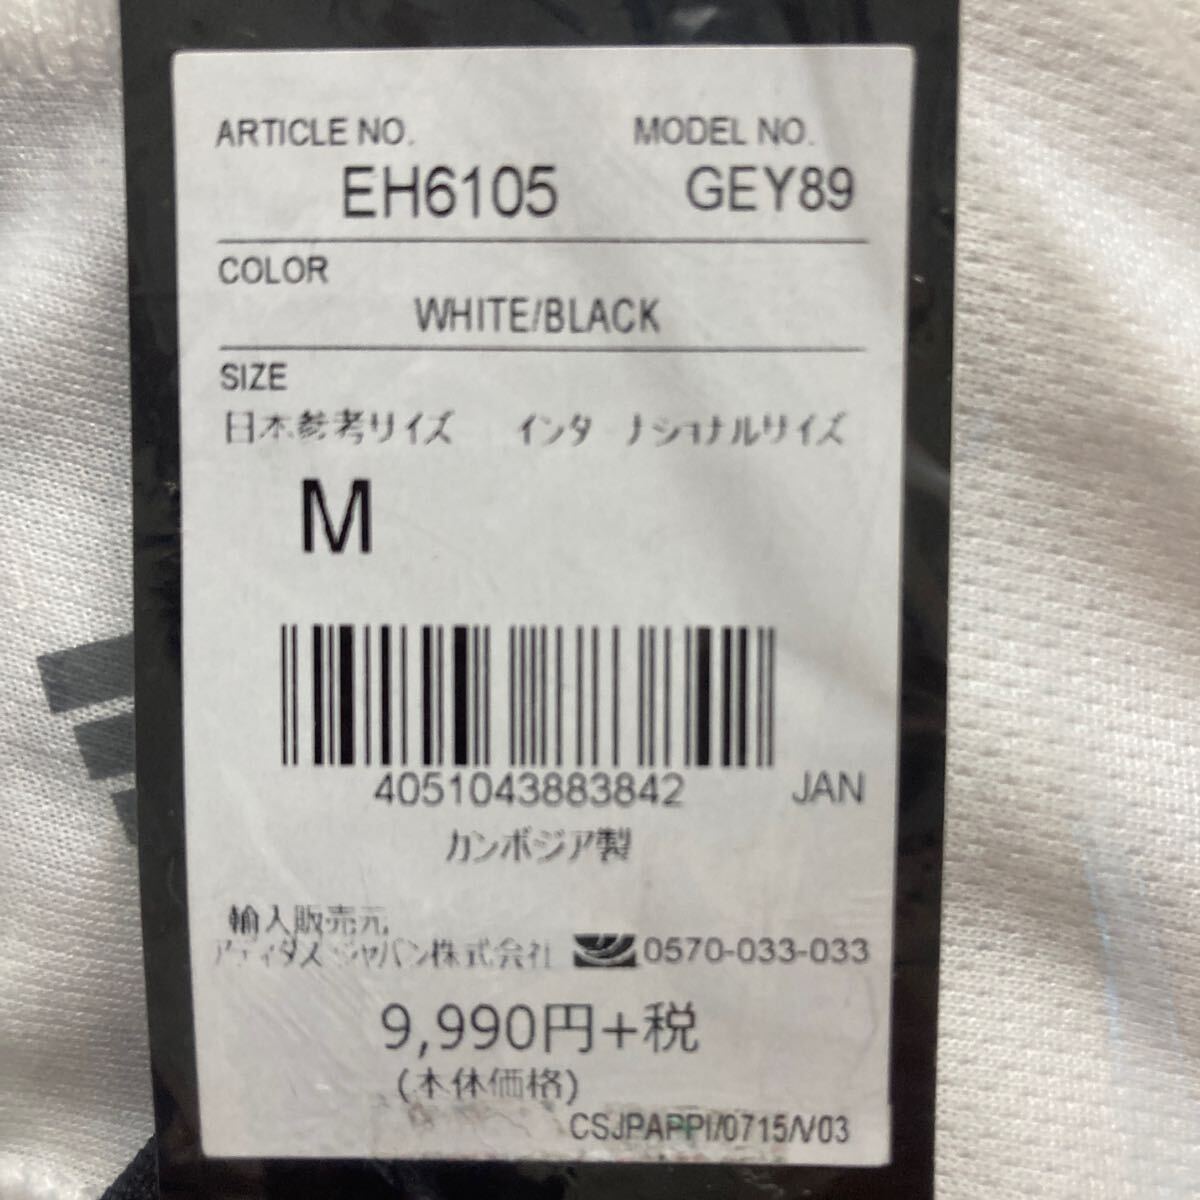 ARTICLE NO. MODEL NO.
EH6105 GEY89
COLOR
WHITE/BLACK
SIZE
日本参考サイズ インターナショナルサイズ
M
4051043883842 JAN
カンボジア製
輸入販売元
アディダスジャパン株式会社 0570-033-033
9,990円+税
(本体価格)
CSJPAPPI/0715/V03